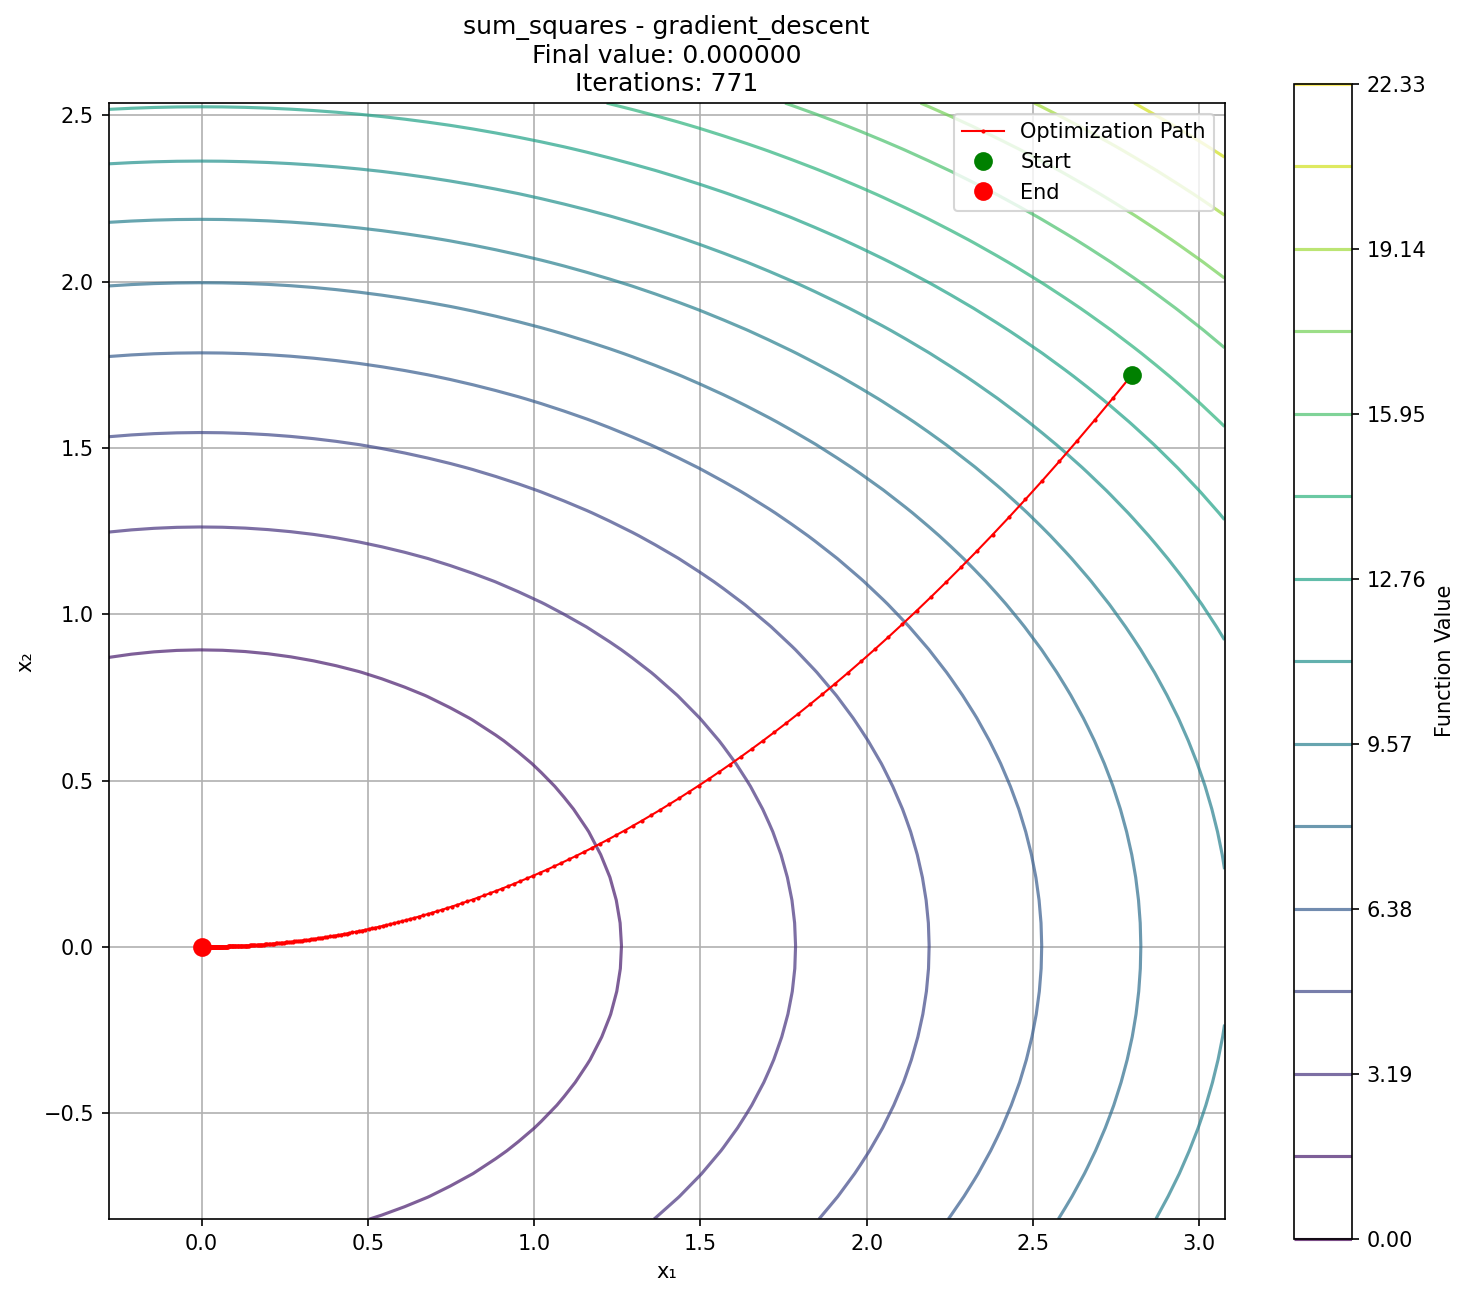 sum_squares - gradient_descent
Final value: 0.000000
Iterations: 771
Optimization Path
Start
End
2.5
2.0
1.5
1.0
0.5
0.0
−0.5
x₂
0.0
0.5
1.0
1.5
2.0
2.5
3.0
x₁
22.33
19.14
15.95
12.76
9.57
6.38
3.19
0.00
Function Value